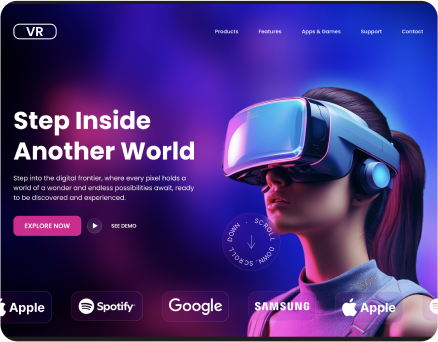 VR
Products Features Apps & Games Support Contact
Step Inside
Another World
Step into the digital frontier, where every pixel holds a
world of a wonder and endless possibilities await, ready
to be discovered and experienced.
EXPLORE NOW SEE DEMO
SCROLL DOWN . SCROLL DOWN .
Apple Spotify Google SAMSUNG Apple